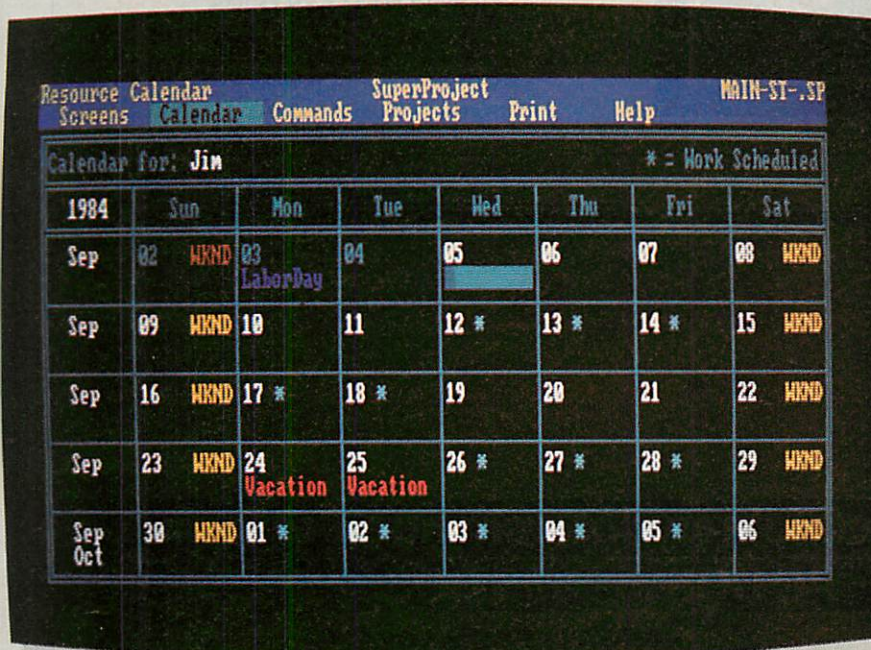 Resource Calendar SuperProject MAIN-ST-.SP
Screens Calendar Commands Projects Print Help
Calendar for: Jim * = Work Scheduled
1984 Sun Mon Tue Wed Thu Fri Sat
Sep 02 WKND 03 04 05 06 07 08 WKND
LaborDay
Sep 09 WKND 10 11 12 * 13 * 14 * 15 WKND
Sep 16 WKND 17 * 18 * 19 20 21 22 WKND
Sep 23 WKND 24 25 26 * 27 * 28 * 29 WKND
Vacation Vacation
Sep 30 WKND 01 * 02 * 03 * 04 * 05 * 06 WKND
Oct